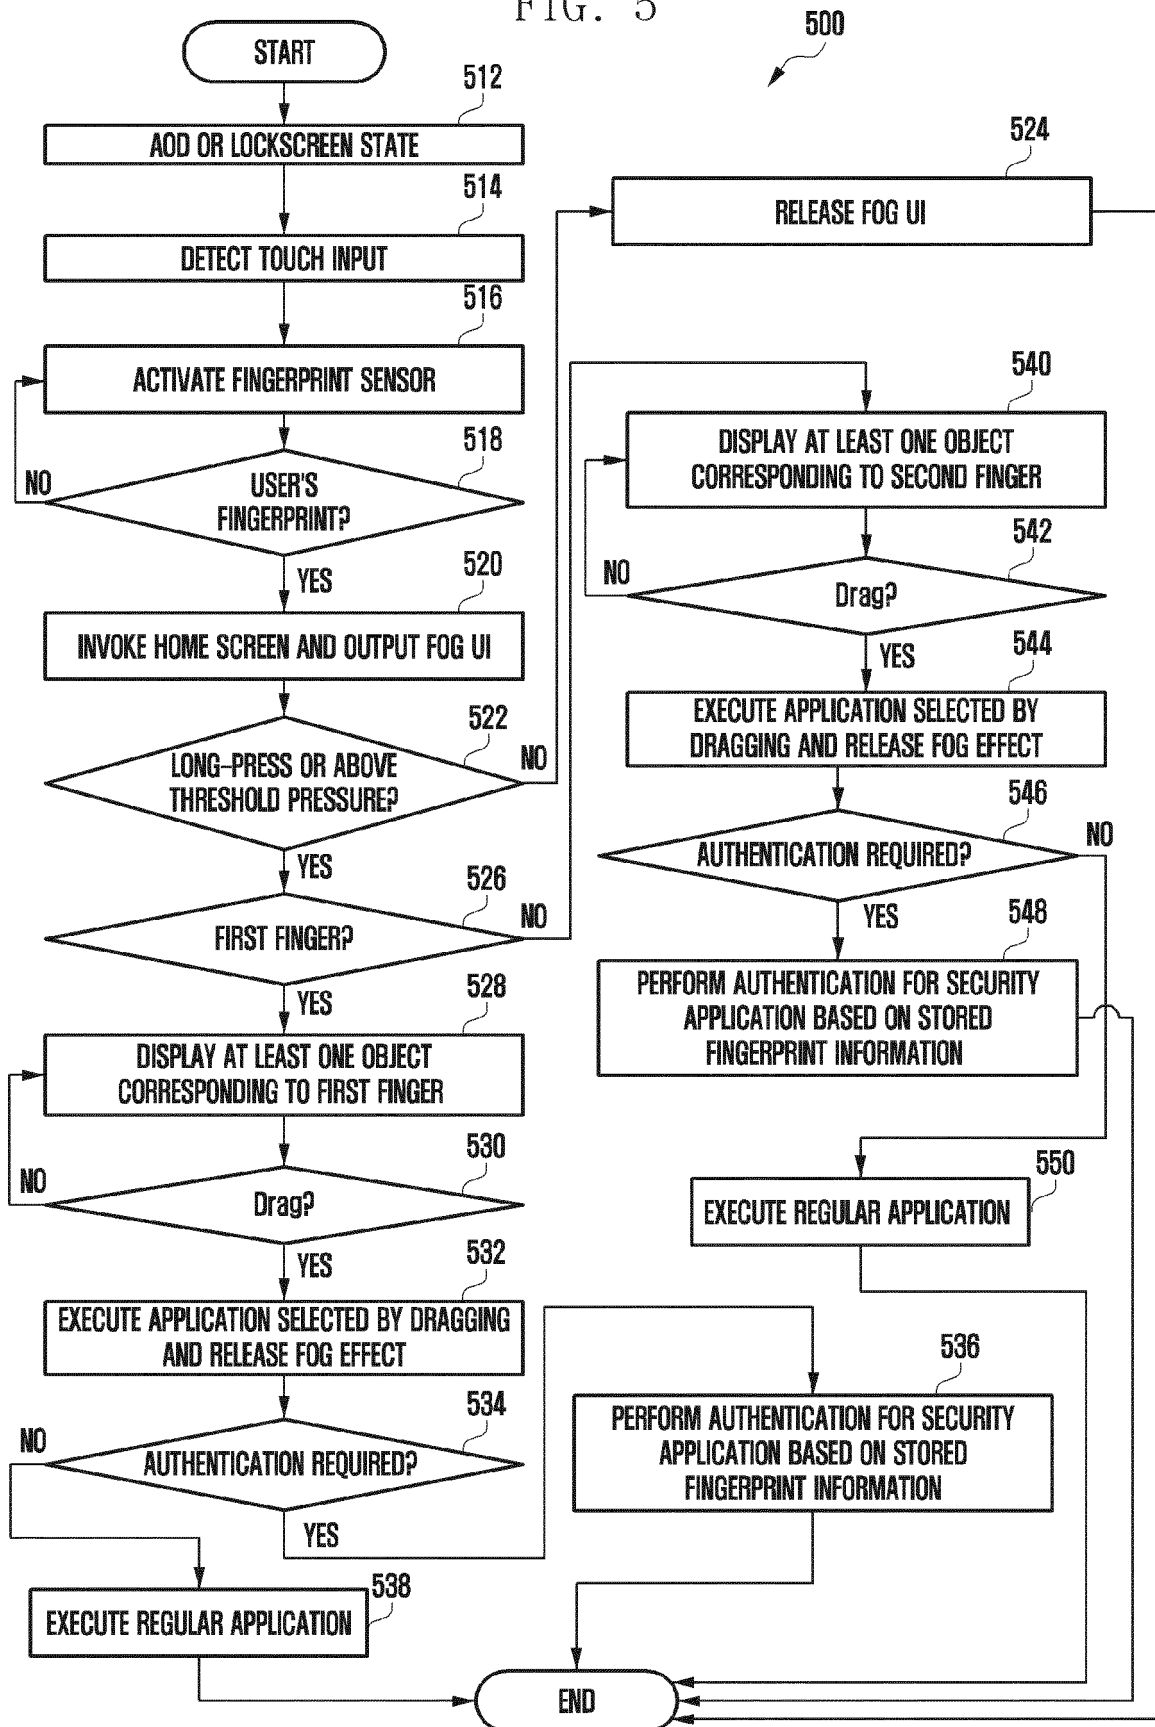 FIG. 5
500
START
512
AOD OR LOCKSCREEN STATE
514
DETECT TOUCH INPUT
516
ACTIVATE FINGERPRINT SENSOR
518
NO
USER'S
FINGERPRINT?
YES
520
INVOKE HOME SCREEN AND OUTPUT FOG UI
522
LONG-PRESS OR ABOVE
THRESHOLD PRESSURE?
NO
YES
526
FIRST FINGER?
NO
YES
528
DISPLAY AT LEAST ONE OBJECT
CORRESPONDING TO FIRST FINGER
530
NO
Drag?
YES
532
EXECUTE APPLICATION SELECTED BY DRAGGING
AND RELEASE FOG EFFECT
534
NO
AUTHENTICATION REQUIRED?
YES
538
EXECUTE REGULAR APPLICATION
524
RELEASE FOG UI
540
DISPLAY AT LEAST ONE OBJECT
CORRESPONDING TO SECOND FINGER
542
NO
Drag?
YES
544
EXECUTE APPLICATION SELECTED BY
DRAGGING AND RELEASE FOG EFFECT
546
NO
AUTHENTICATION REQUIRED?
YES
548
PERFORM AUTHENTICATION FOR SECURITY
APPLICATION BASED ON STORED
FINGERPRINT INFORMATION
550
EXECUTE REGULAR APPLICATION
536
PERFORM AUTHENTICATION FOR SECURITY
APPLICATION BASED ON STORED
FINGERPRINT INFORMATION
END